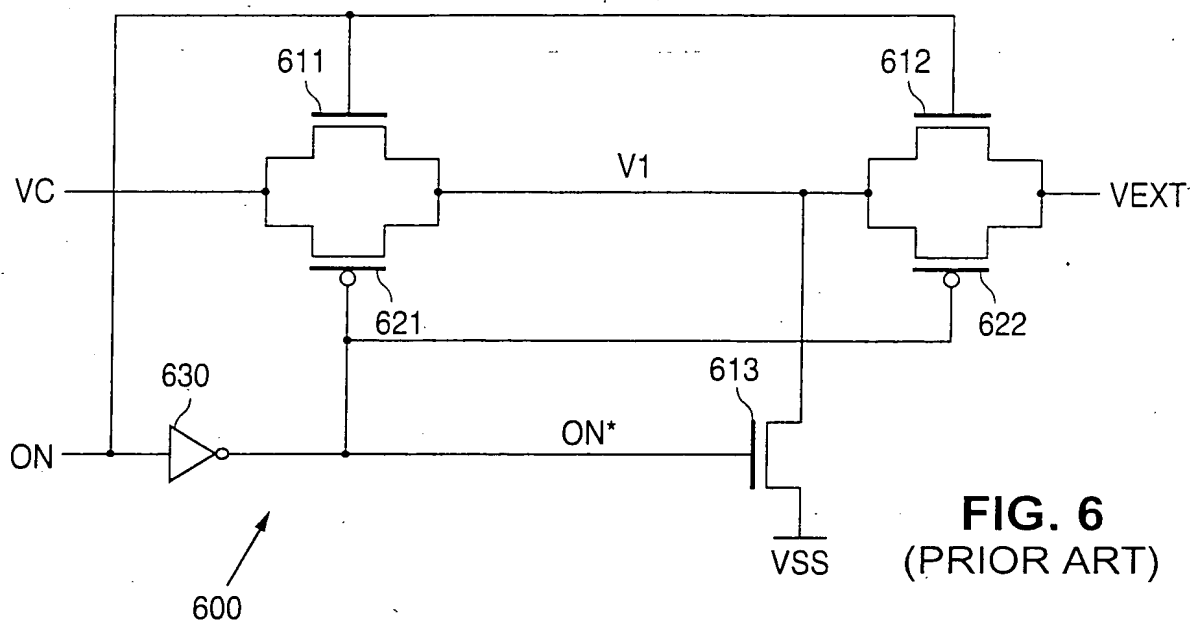 611
612
VC
V1
VEXT
621
622
630
613
ON
ON*
FIG. 6
(PRIOR ART)
VSS
600